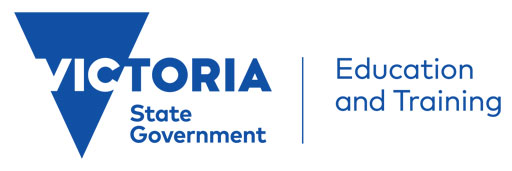 VICTORIA
State
Government
Education
and Training